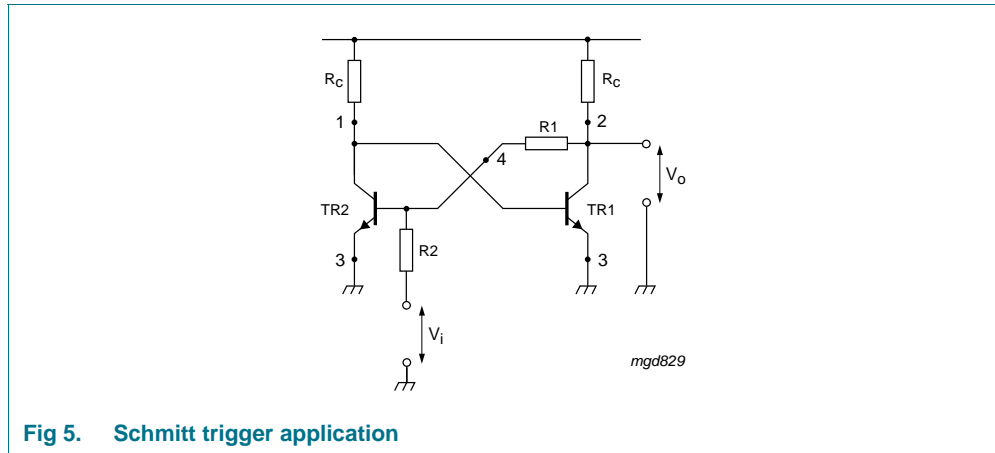 Rc Rc
1 2
R1
4
Vo
TR2 TR1
R2
3 3
Vi
mgd829
Fig 5. Schmitt trigger application